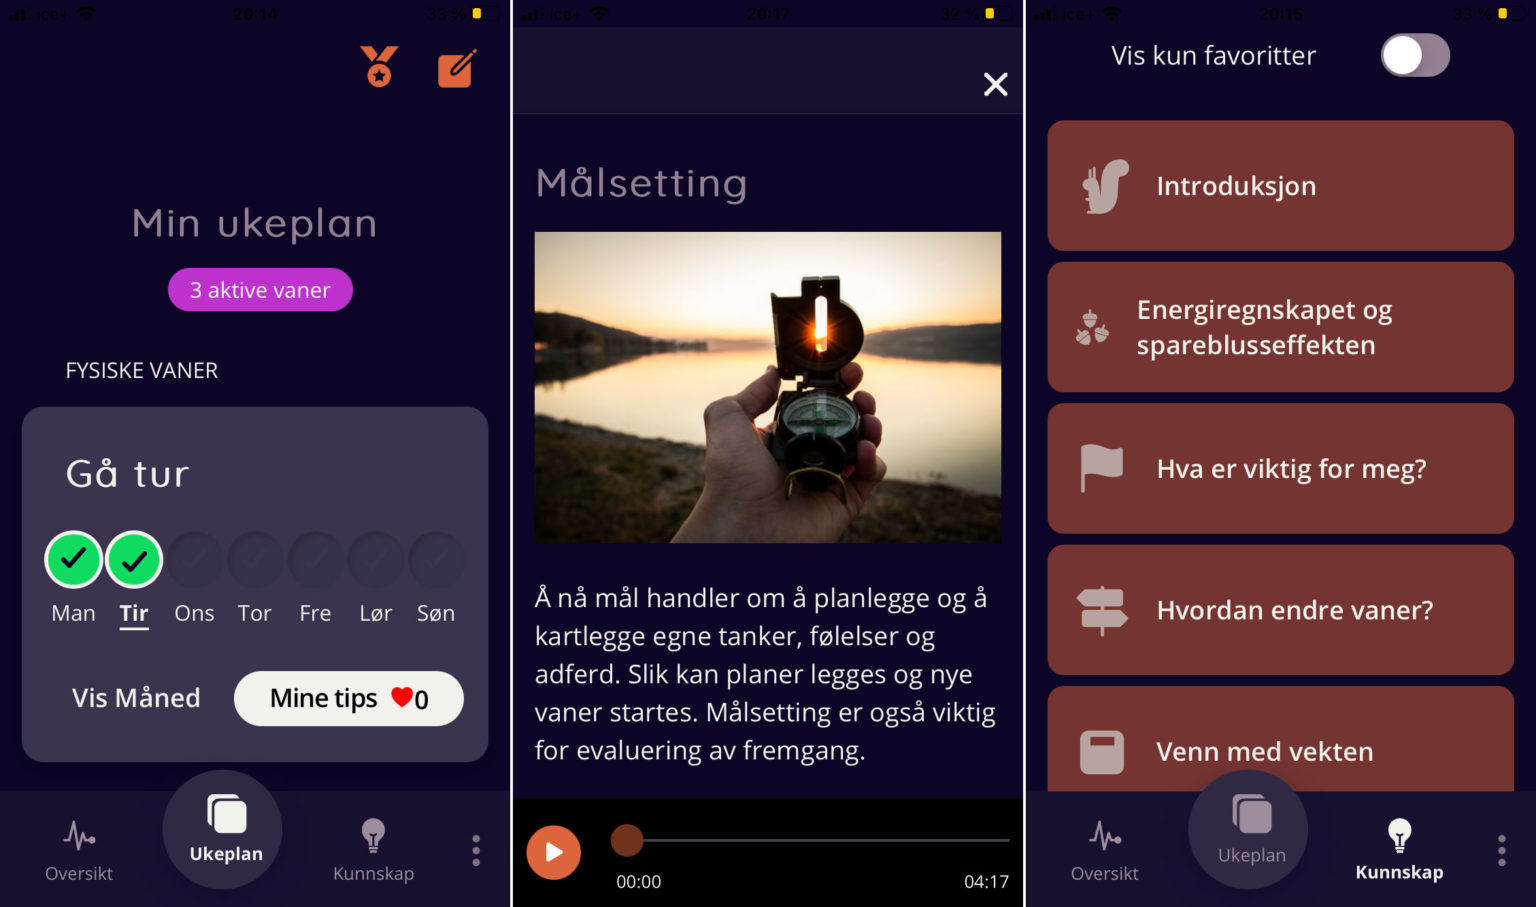 ice+ 20:14 33 %
Min ukeplan
3 aktive vaner
FYSISKE VANER
Gå tur
Man Tir Ons Tor Fre Lør Søn
Vis Måned
Mine tips 0
Oversikt
Ukeplan
Kunnskap
ice+ 20:17 32 %
Målsetting
Å nå mål handler om å planlegge og å
kartlegge egne tanker, følelser og
adferd. Slik kan planer legges og nye
vaner startes. Målsetting er også viktig
for evaluering av fremgang.
00:00 04:17
ice+ 20:15 33 %
Vis kun favoritter
Introduksjon
Energiregnskapet og
spareblusseffekten
Hva er viktig for meg?
Hvordan endre vaner?
Venn med vekten
Oversikt
Ukeplan
Kunnskap